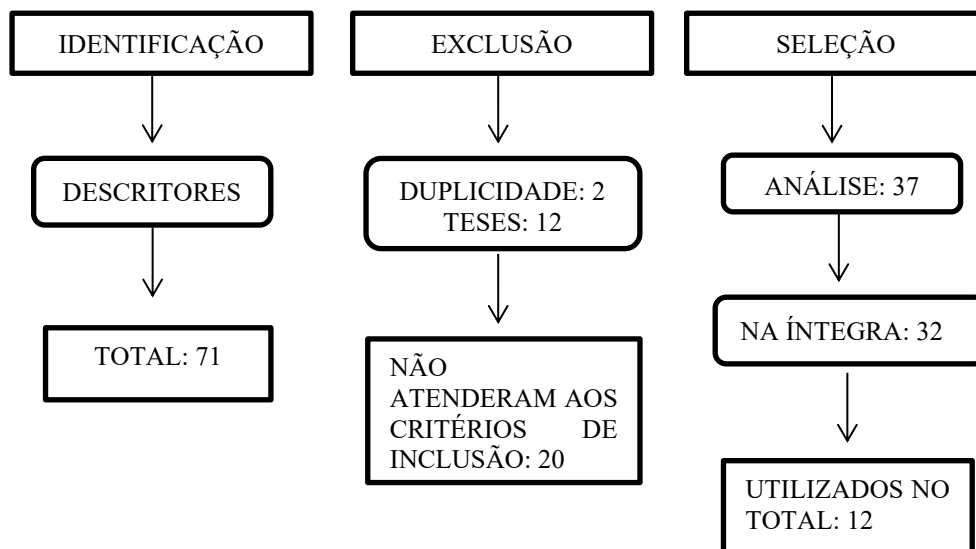 IDENTIFICAÇÃO
DESCRITORES
TOTAL: 71
EXCLUSÃO
DUPLICIDADE: 2
TESES: 12
NÃO
ATENDERAM AOS
CRITÉRIOS DE
INCLUSÃO: 20
SELEÇÃO
ANÁLISE: 37
NA ÍNTEGRA: 32
UTILIZADOS NO
TOTAL: 12